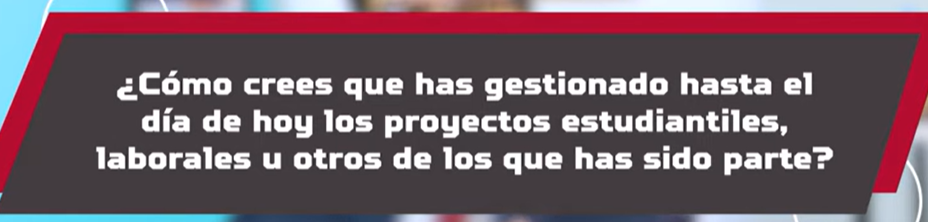 ¿Cómo crees que has gestionado hasta el
día de hoy los proyectos estudiantiles,
laborales u otros de los que has sido parte?